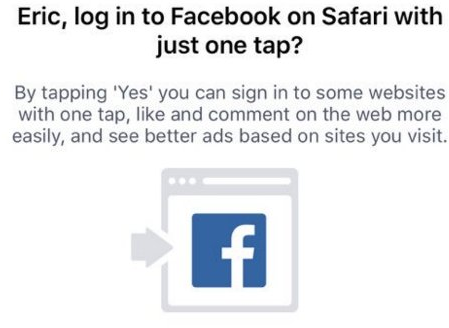 Eric, log in to Facebook on Safari with
just one tap?
By tapping 'Yes' you can sign in to some websites
with one tap, like and comment on the web more
easily, and see better ads based on sites you visit.
f